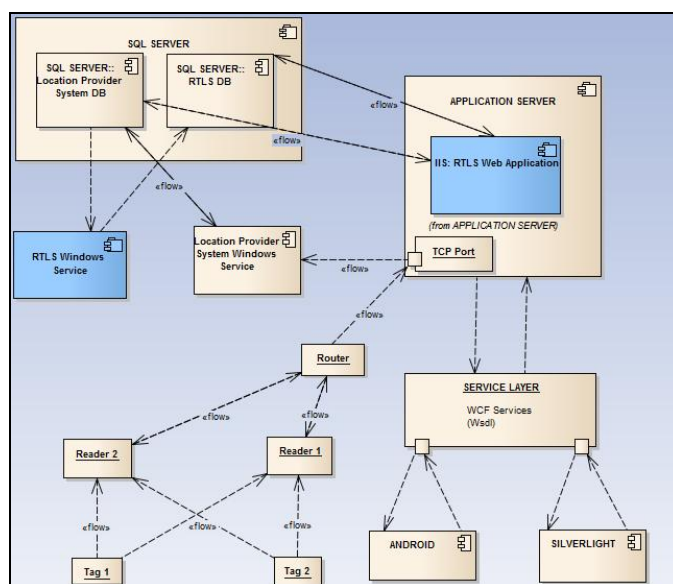 SQL SERVER
SQL SERVER::
Location Provider
System DB
SQL SERVER::
RTLS DB
«flow»
APPLICATION SERVER
«flow»
IIS: RTLS Web Application
(from APPLICATION SERVER)
«flow»
RTLS Windows
Service
Location Provider
System Windows
Service
TCP Port
«flow»
«flow»
Router
SERVICE LAYER
WCF Services
(Wsdl)
«flow»
«flow»
Reader 2
Reader 1
«flow»
«flow»
«flow»
ANDROID
SILVERLIGHT
Tag 1
Tag 2